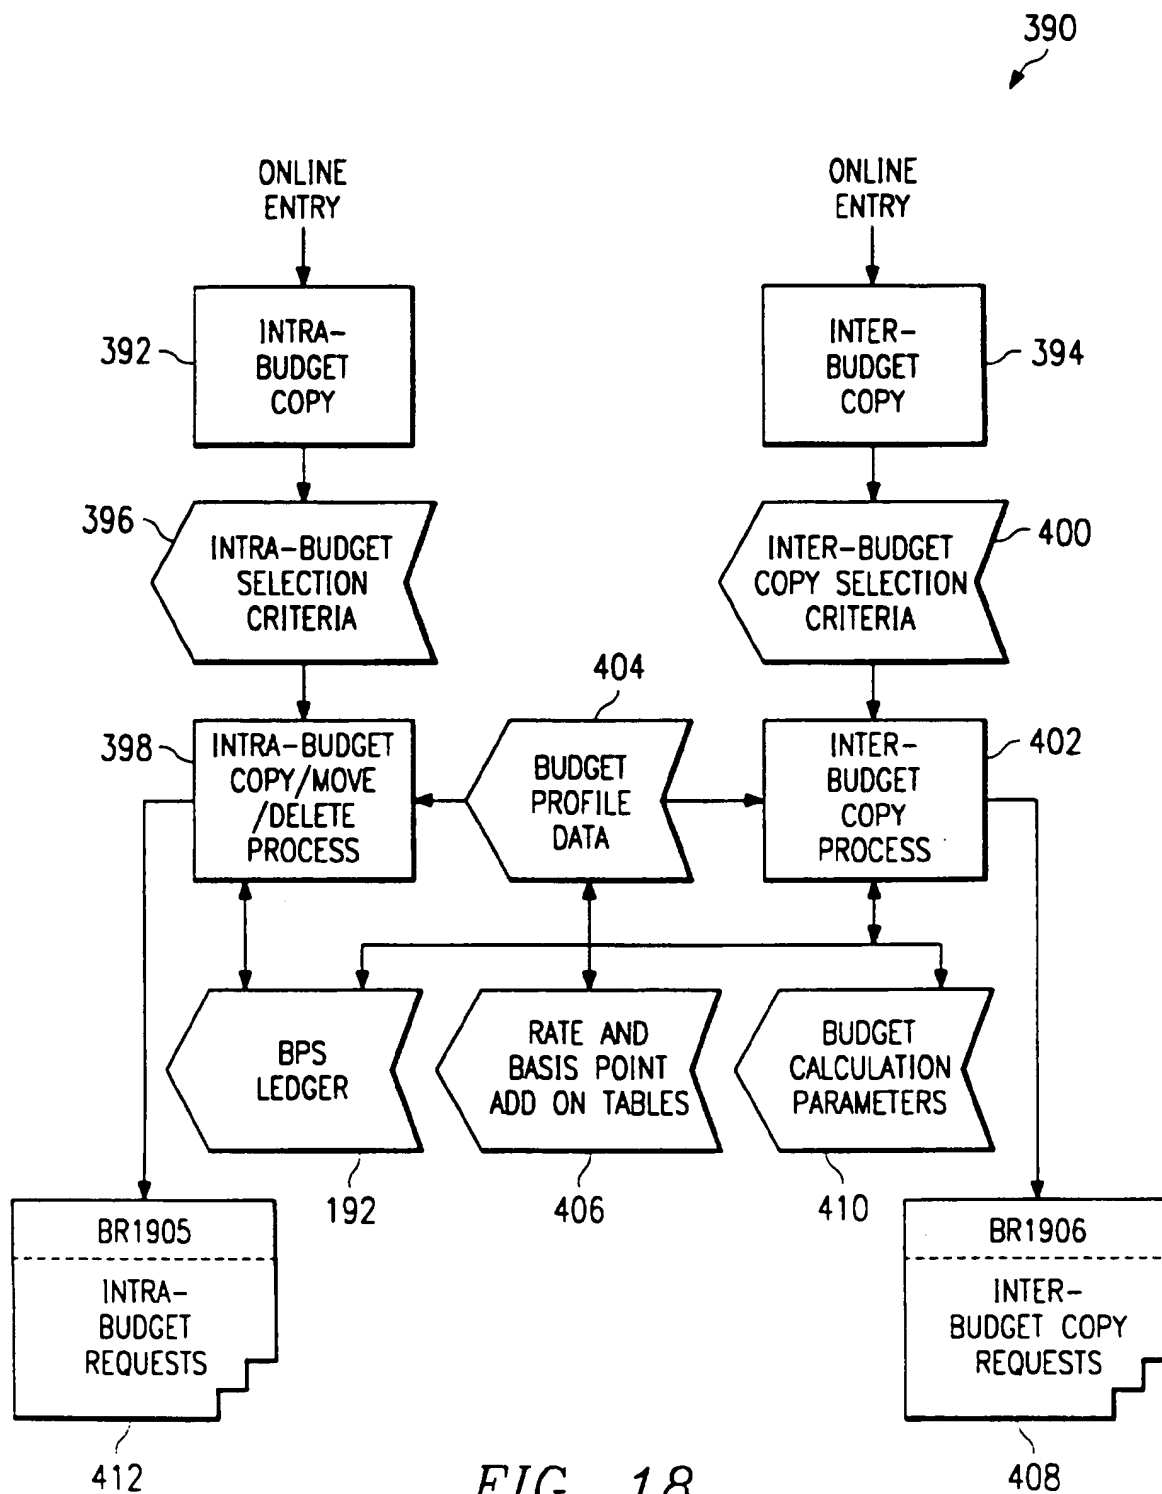 390
ONLINE
ENTRY
ONLINE
ENTRY
392
INTRA-
BUDGET
COPY
INTER-
BUDGET
COPY
394
396
INTRA-BUDGET
SELECTION
CRITERIA
INTER-BUDGET
COPY SELECTION
CRITERIA
400
398
INTRA-BUDGET
COPY/MOVE
/DELETE
PROCESS
404
BUDGET
PROFILE
DATA
INTER-
BUDGET
COPY
PROCESS
402
BPS
LEDGER
192
RATE AND
BASIS POINT
ADD ON TABLES
406
BUDGET
CALCULATION
PARAMETERS
410
BR1905
INTRA-
BUDGET
REQUESTS
412
BR1906
INTER-
BUDGET COPY
REQUESTS
408
FIG. 18